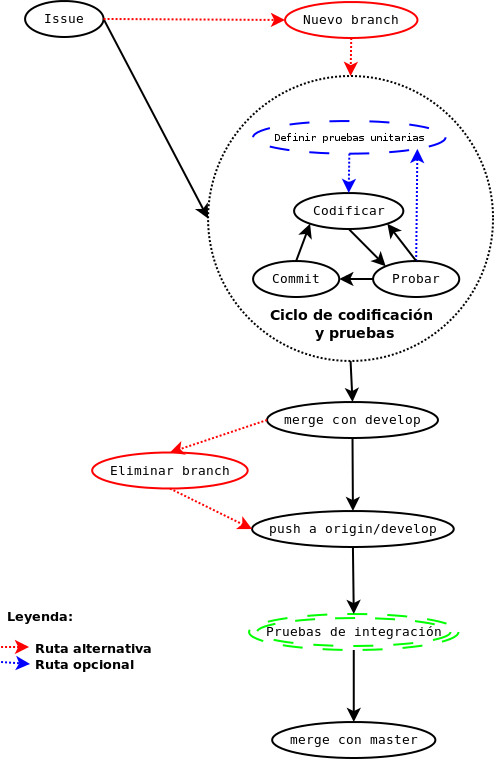 Issue
Nuevo branch
Definir pruebas unitarias
Codificar
Commit
Probar
Ciclo de codificación
y pruebas
merge con develop
Eliminar branch
push a origin/develop
Leyenda:
Pruebas de integración
Ruta alternativa
Ruta opcional
merge con master